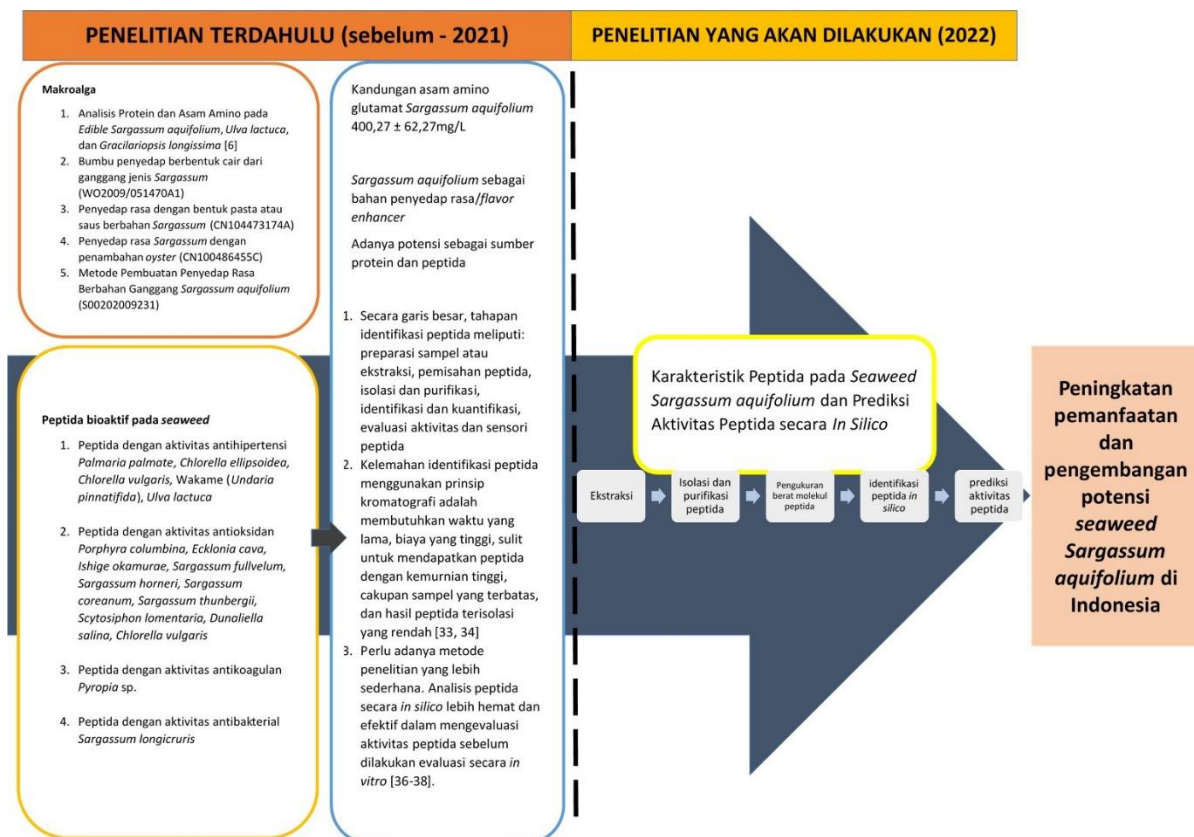 PENELITIAN TERDAHULU (sebelum - 2021)
PENELITIAN YANG AKAN DILAKUKAN (2022)
Makroalga
1. Analisis Protein dan Asam Amino pada
Edible Sargassum aquifolium, Ulva lactuca,
dan Gracilariopsis longissima [6]
2. Bumbu penyedap berbentuk cair dari
ganggang jenis Sargassum
(WO2009/051470A1)
3. Penyedap rasa dengan bentuk pasta atau
saus berbahan Sargassum (CN104473174A)
4. Penyedap rasa Sargassum dengan
penambahan oyster (CN100486455C)
5. Metode Pembuatan Penyedap Rasa
Berbahan Ganggang Sargassum aquifolium
(S00202009231)
Peptida bioaktif pada seaweed
1. Peptida dengan aktivitas antihipertensi
Palmaria palmate, Chlorella ellipsoidea,
Chlorella vulgaris, Wakame (Undaria
pinnatifida), Ulva lactuca
2. Peptida dengan aktivitas antioksidan
Porphyra columbina, Ecklonia cava,
Ishige okamurae, Sargassum fullvelum,
Sargassum horneri, Sargassum
coreanum, Sargassum thunbergii,
Scytosiphon lomentaria, Dunaliella
salina, Chlorella vulgaris
3. Peptida dengan aktivitas antikoagulan
Pyropia sp.
4. Peptida dengan aktivitas antibakterial
Sargassum longicruris
Kandungan asam amino
glutamat Sargassum aquifolium
400,27 ± 62,27mg/L
Sargassum aquifolium sebagai
bahan penyedap rasa/flavor
enhancer
Adanya potensi sebagai sumber
protein dan peptida
1. Secara garis besar, tahapan
identifikasi peptida meliputi:
preparasi sampel atau
ekstraksi, pemisahan peptida,
isolasi dan purifikasi,
identifikasi dan kuantifikasi,
evaluasi aktivitas dan sensori
peptida
2. Kelemahan identifikasi peptida
menggunakan prinsip
kromatografi adalah
membutuhkan waktu yang
lama, biaya yang tinggi, sulit
untuk mendapatkan peptida
dengan kemurnian tinggi,
cakupan sampel yang terbatas,
dan hasil peptida terisolasi
yang rendah [33, 34]
3. Perlu adanya metode
penelitian yang lebih
sederhana. Analisis peptida
secara in silico lebih hemat dan
efektif dalam mengevaluasi
aktivitas peptida sebelum
dilakukan evaluasi secara in
vitro [36-38].
Karakteristik Peptida pada Seaweed
Sargassum aquifolium dan Prediksi
Aktivitas Peptida secara In Silico
Ekstraksi
Isolasi dan
purifikasi
peptida
Pengukuran
berat molekul
peptida
identifikasi
peptida in
silico
prediksi
aktivitas
peptida
Peningkatan
pemanfaatan
dan
pengembangan
potensi
seaweed
Sargassum
aquifolium di
Indonesia